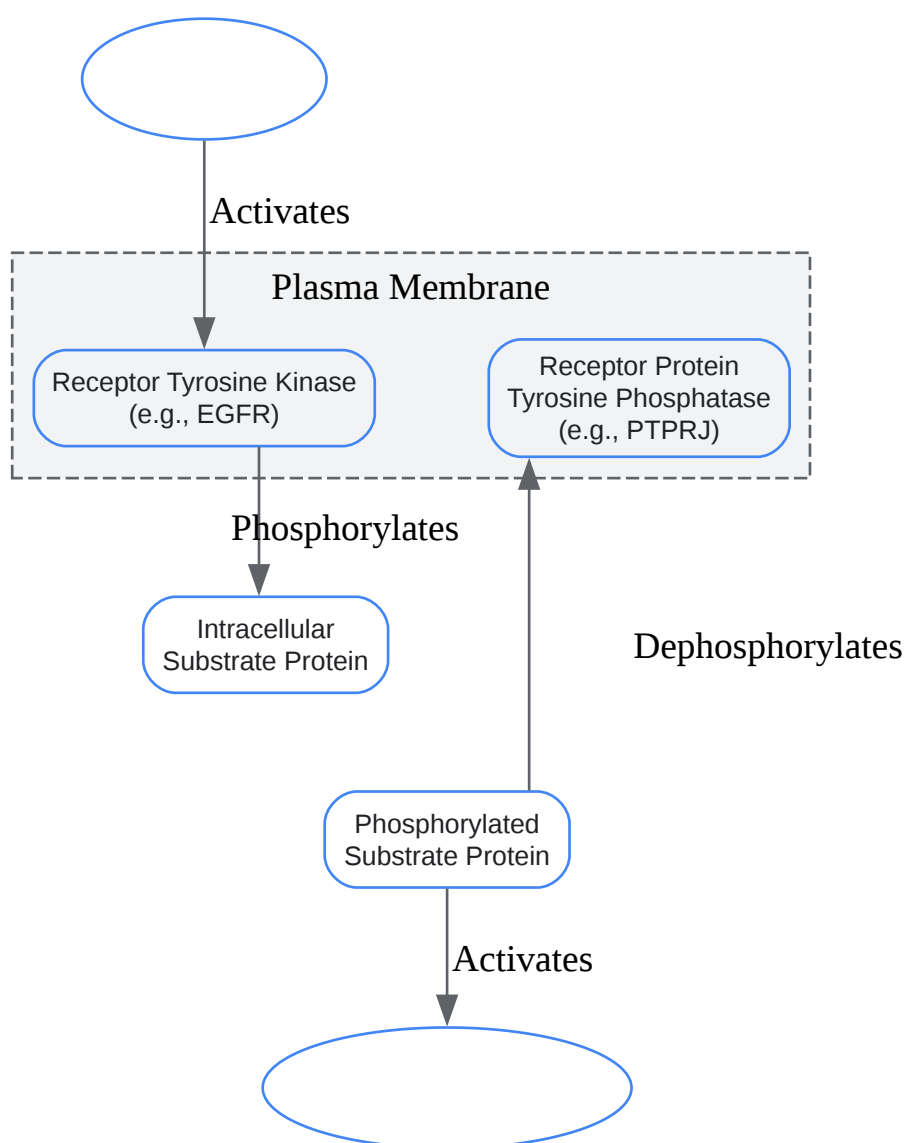 Activates
Plasma Membrane
Receptor Tyrosine Kinase
(e.g., EGFR)
Receptor Protein
Tyrosine Phosphatase
(e.g., PTPRJ)
Phosphorylates
Intracellular
Substrate Protein
Dephosphorylates
Phosphorylated
Substrate Protein
Activates